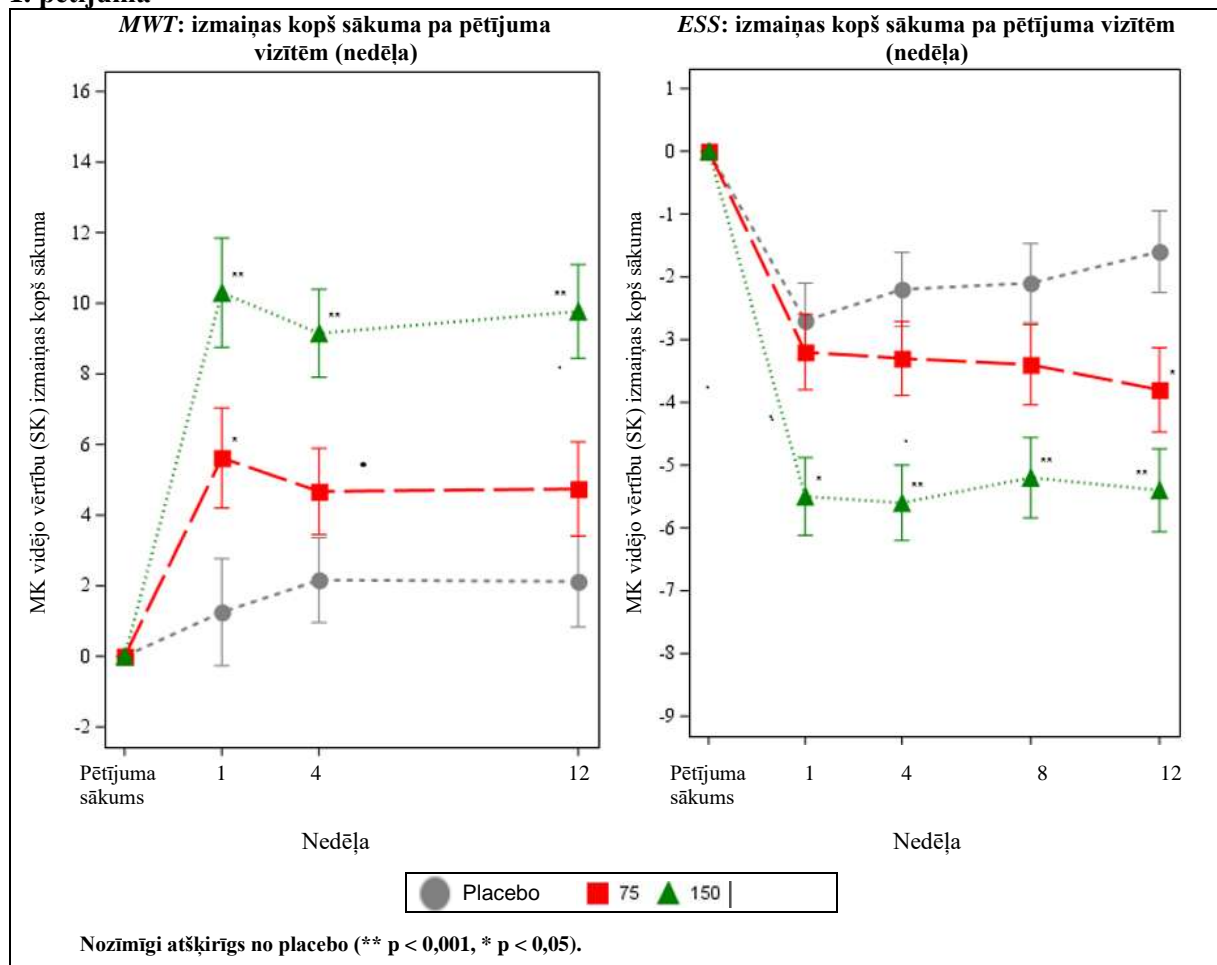 1. pētījumā
MWT: izmaiņas kopš sākuma pa pētījuma
vizītēm (nedēļa)
MK vidējo vērtību (SK) izmaiņas kopš sākuma
16
14
12
10
8
6
4
2
0
-2
**
**
**
*
Pētījuma
sākums
1
4
12
Nedēļa
ESS: izmaiņas kopš sākuma pa pētījuma vizītēm
(nedēļa)
MK vidējo vērtību (SK) izmaiņas kopš sākuma
1
0
-1
-2
-3
-4
-5
-6
-7
-8
-9
*
*
**
**
**
Pētījuma
sākums
1
4
8
12
Nedēļa
Placebo 75 150
Nozīmīgi atšķirīgs no placebo (** p < 0,001, * p < 0,05).